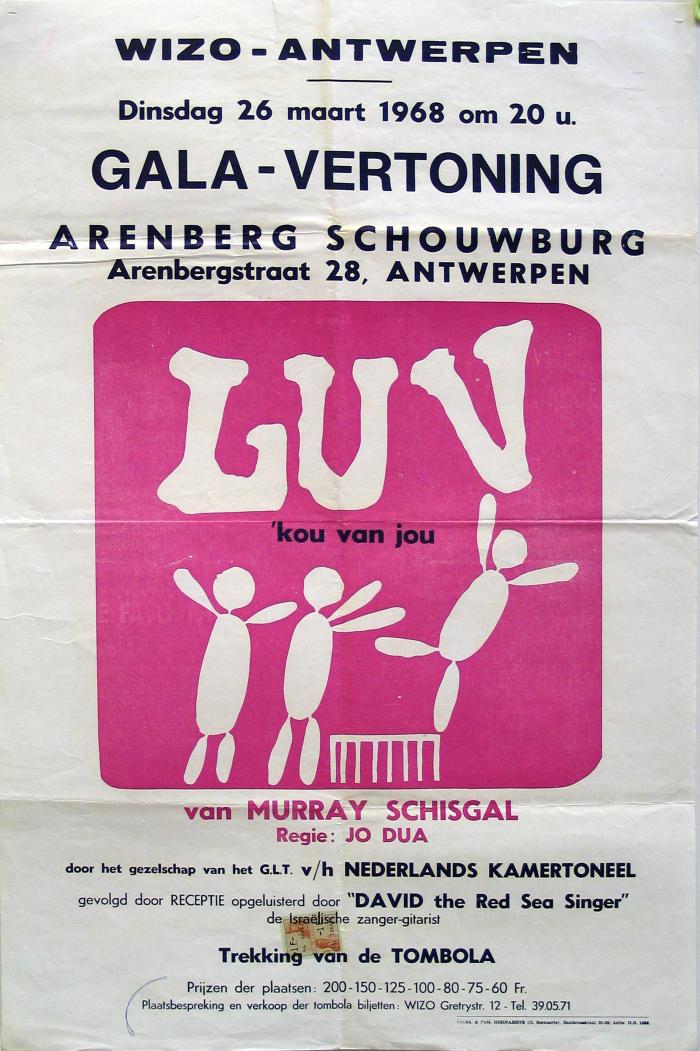 WIZO - ANTWERPEN
Dinsdag 26 maart 1968 om 20 u.
GALA - VERTONING
ARENBERG SCHOUWBURG
Arenbergstraat 28, ANTWERPEN
LUV
'kou van jou
van MURRAY SCHISGAL
Regie: JO DUA
door het gezelschap van het G.L.T. v/h NEDERLANDS KAMERTONEEL
gevolgd door RECEPTIE opgeluisterd door "DAVID the Red Sea Singer"
de Israëlische zanger-gitarist
Trekking van de TOMBOLA
Prijzen der plaatsen: 200 - 150 - 125 - 100 - 80 - 75 - 60 Fr.
Plaatsbespreking en verkoop der tombola biljetten: WIZO Gretrystr. 12 - Tel. 39.05.71